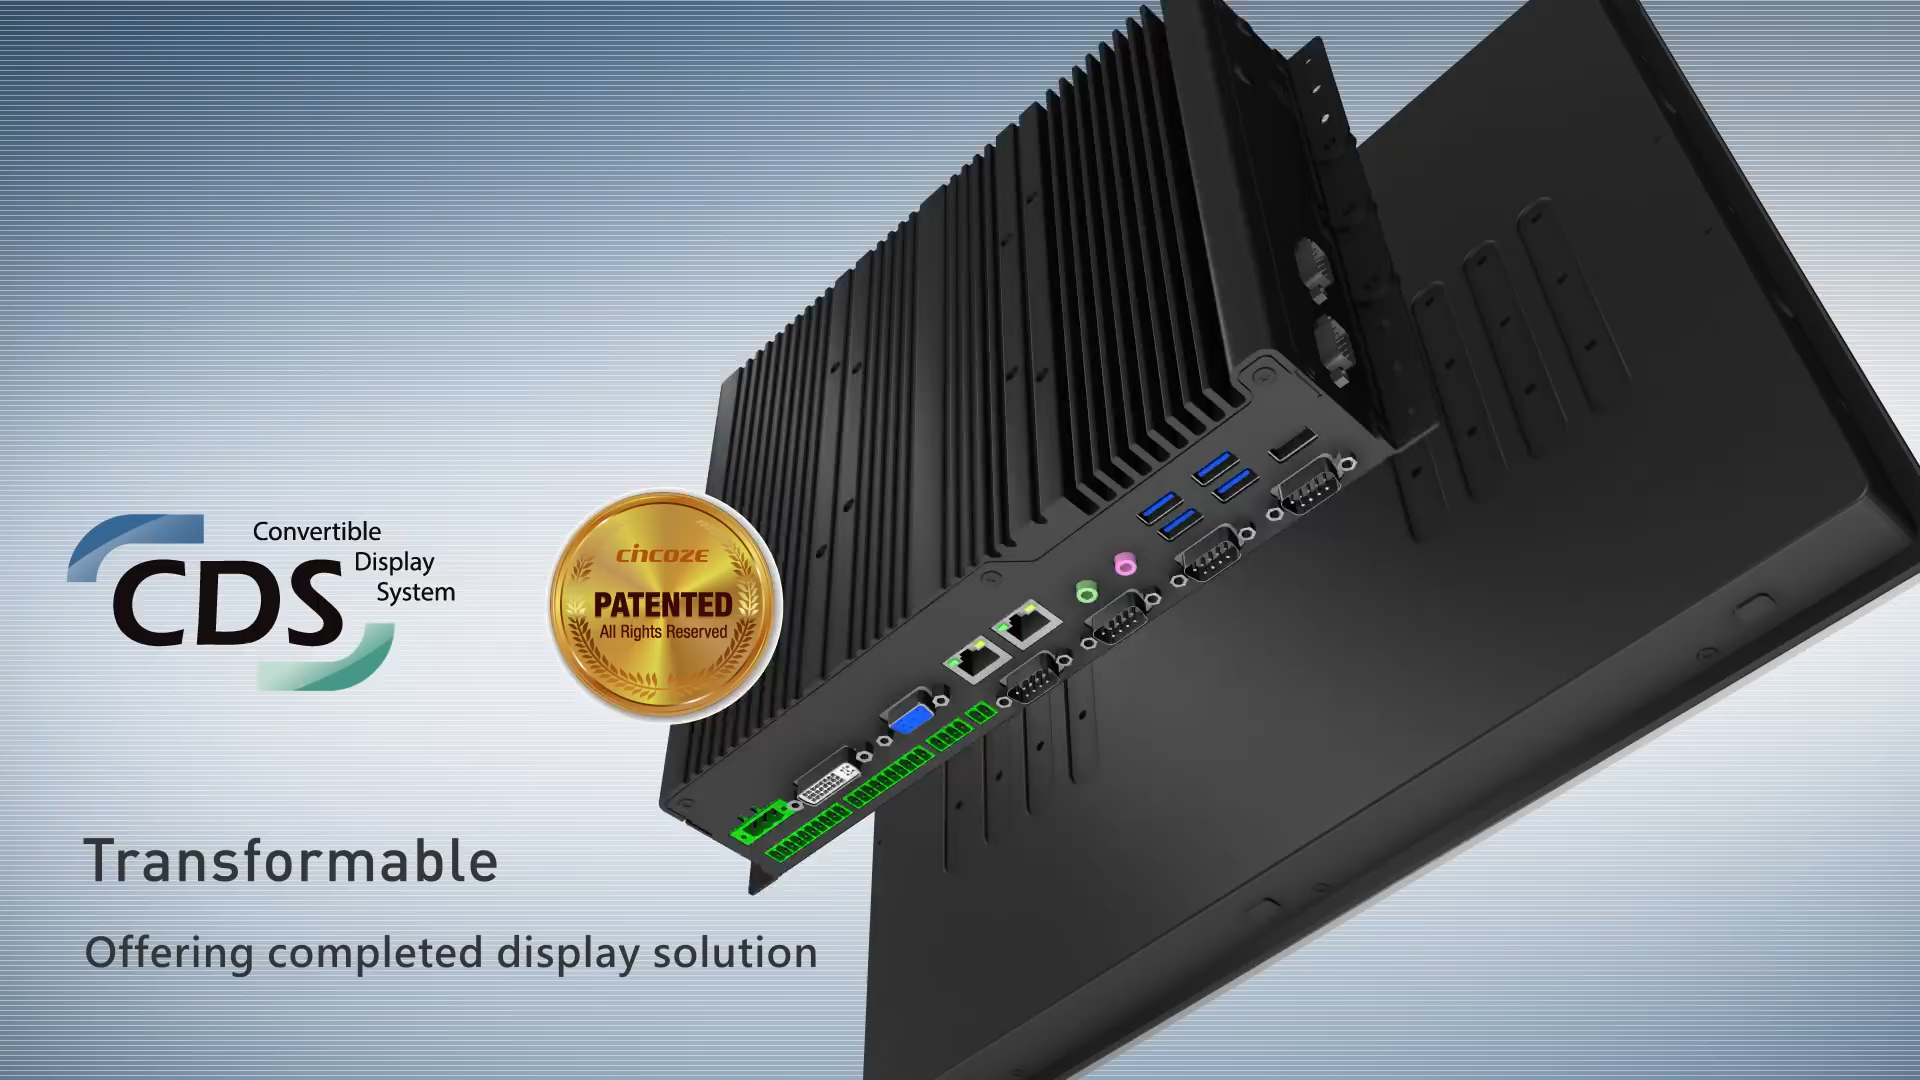 CDS
Convertible
Display
System
cincoze
PATENTED
All Rights Reserved
Transformable
Offering completed display solution